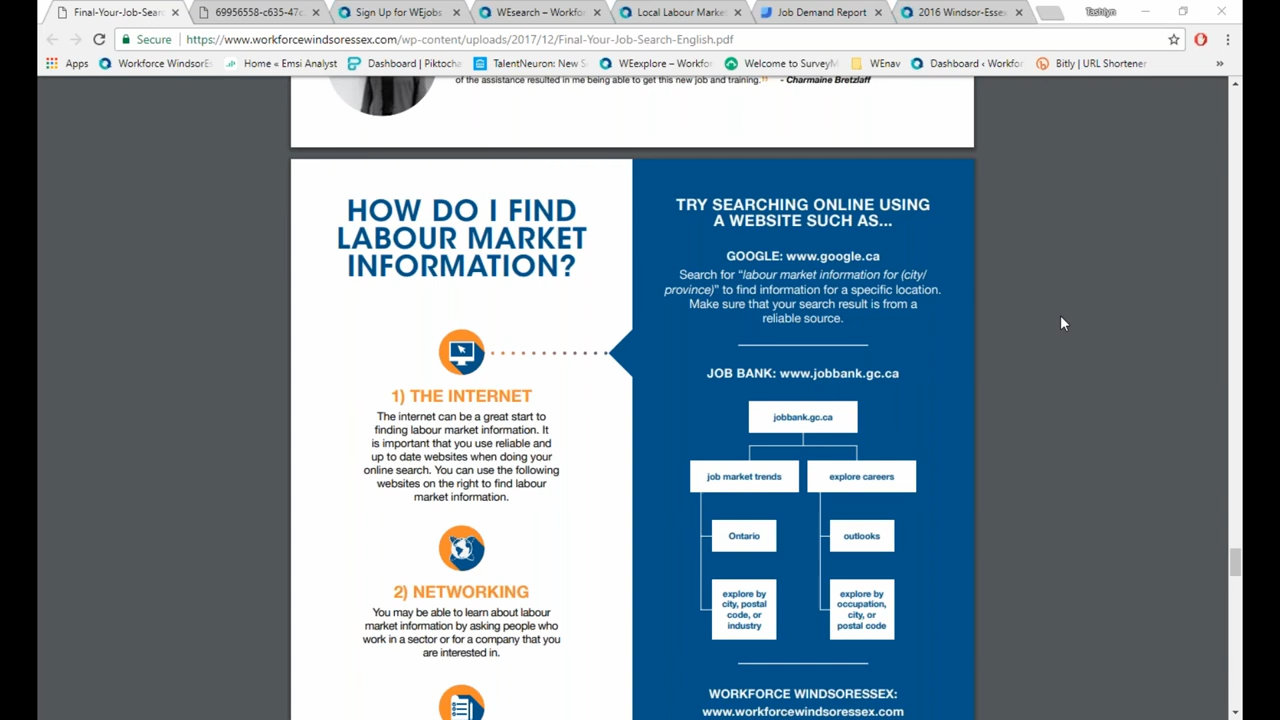 Final-Your-Job-Sear
69956558-c635-47c
Sign Up for WEjobs
WEsearch – Workfor
Local Labour Marke
Job Demand Report
2016 Windsor-Essex
Tashlyn
Secure
https://www.workforcewindsoressex.com/wp-content/uploads/2017/12/Final-Your-Job-Search-English.pdf
Apps
Workforce WindsorE
Home « Emsi Analyst
Dashboard | Piktocha
TalentNeuron: New S
WExplore – Workfor
Welcome to SurveyM
WEnav
Dashboard ‹ Workfor
Bitly | URL Shortener
»
of the assistance resulted in me being able to get this new job and training.” - Charmaine Bretzlaff
HOW DO I FIND
LABOUR MARKET
INFORMATION?
1) THE INTERNET
The internet can be a great start to
finding labour market information. It
is important that you use reliable and
up to date websites when doing your
online search. You can use the following
websites on the right to find labour
market information.
2) NETWORKING
You may be able to learn about labour
market information by asking people who
work in a sector or for a company that you
are interested in.
TRY SEARCHING ONLINE USING
A WEBSITE SUCH AS...
GOOGLE: www.google.ca
Search for “labour market information for (city/
province)” to find information for a specific location.
Make sure that your search result is from a
reliable source.
JOB BANK: www.jobbank.gc.ca
jobbank.gc.ca
job market trends
explore careers
Ontario
outlooks
explore by
city, postal
code, or
industry
explore by
occupation,
city, or
postal code
WORKFORCE WINDSORESSEX:
www.workforcewindsoressex.com